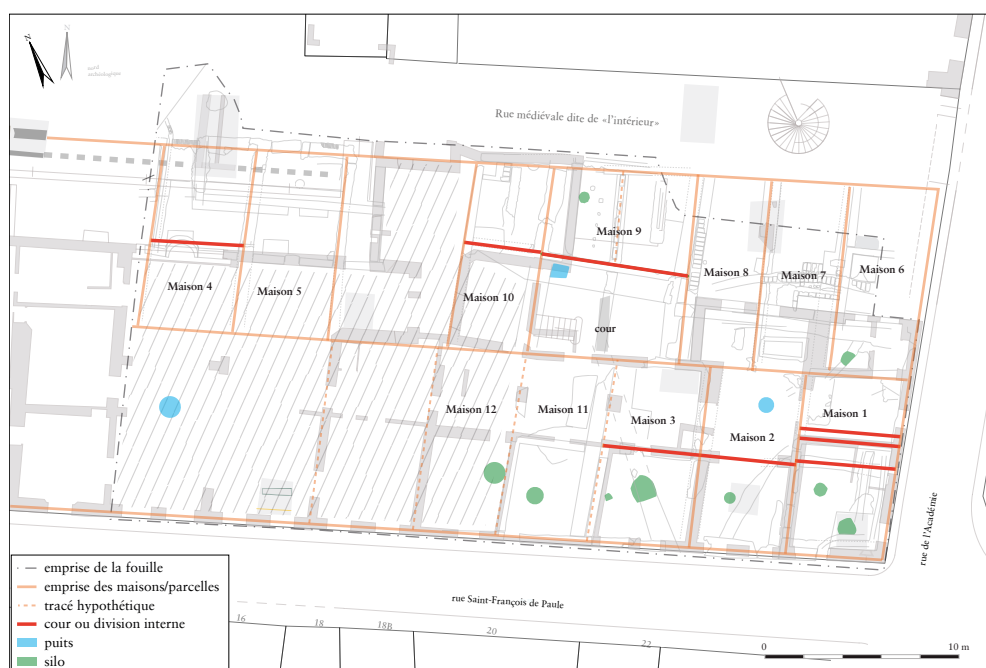 N
N
nord
archéologique
Rue médiévale dite de «l'intérieur»
Maison 9
Maison 8
Maison 7
Maison 6
Maison 4
Maison 5
Maison 10
cour
Maison 12
Maison 11
Maison 3
Maison 2
Maison 1
rue de l'Académie
rue Saint-François de Paule
emprise de la fouille
emprise des maisons/parcelles
tracé hypothétique
cour ou division interne
puits
silo
16
18
18B
20
22
0 10 m